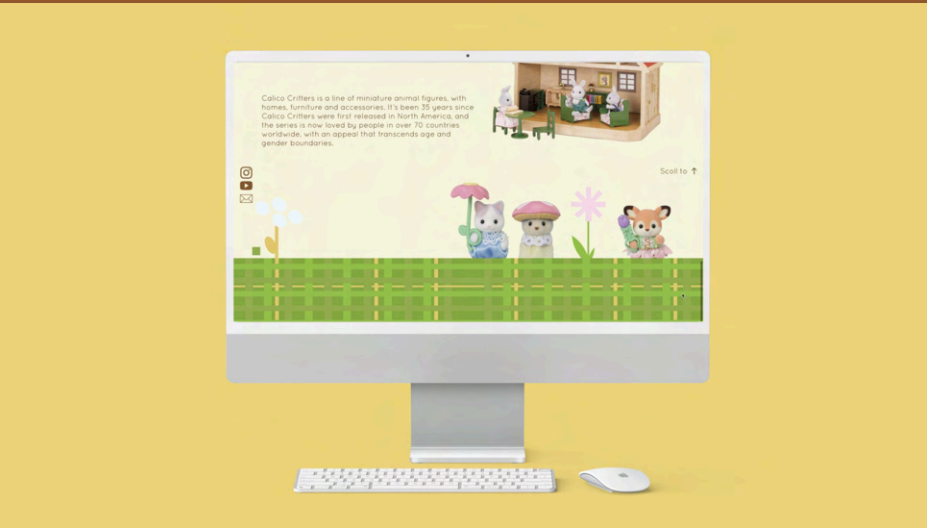 Calico Critters is a line of miniature animal figures, with
homes, furniture and accessories. It's been 35 years since
Calico Critters were first released in North America, and
the series is now loved by people in over 70 countries
worldwide, with an appeal that transcends age and
gender boundaries.
Scoll to ↑